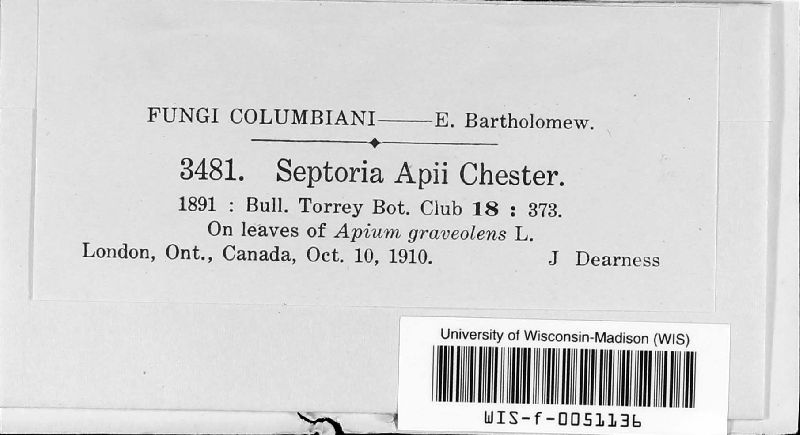 FUNGI COLUMBIANI——E. Bartholomew.
3481. Septoria Apii Chester.
1891 : Bull. Torrey Bot. Club 18 : 373.
On leaves of Apium graveolens L.
London, Ont., Canada, Oct. 10, 1910. J Dearness
University of Wisconsin-Madison (WIS)
WIS-f-0051136